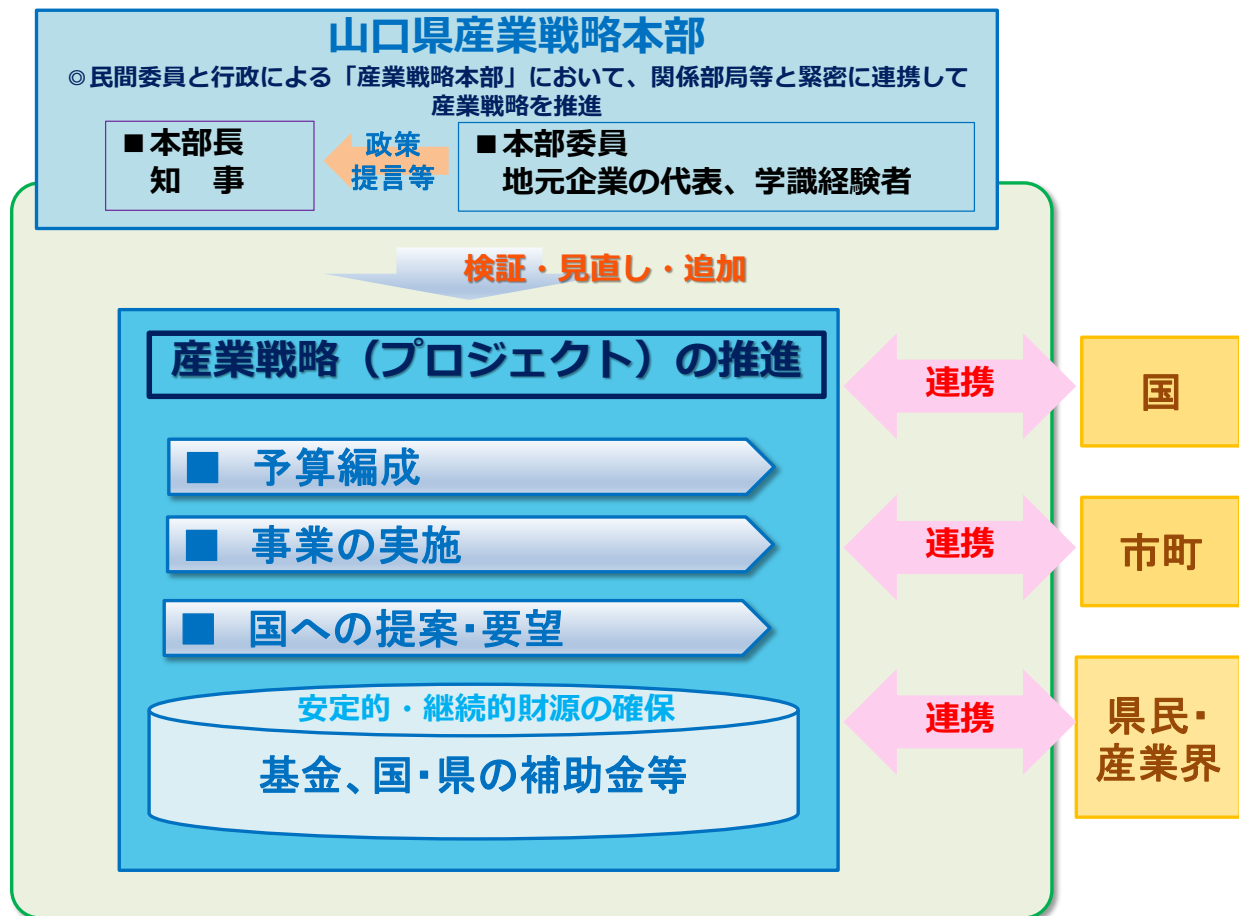 山口県産業戦略本部
◎民間委員と行政による「産業戦略本部」において、関係部局等と緊密に連携して
産業戦略を推進
■本部長
知　事
政策
提言等
■本部委員
地元企業の代表、学識経験者
検証・見直し・追加
産業戦略（プロジェクト）の推進
■ 予算編成
■ 事業の実施
■ 国への提案・要望
安定的・継続的財源の確保
基金、国・県の補助金等
連携
国
連携
市町
連携
県民・
産業界